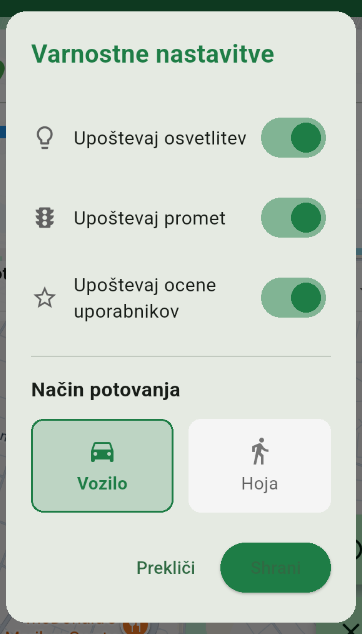 Varnostne nastavitve
Upoštevaj osvetlitev
Upoštevaj promet
Upoštevaj ocene
uporabnikov
Način potovanja
Vozilo
Hoja
Prekliči
Shrani